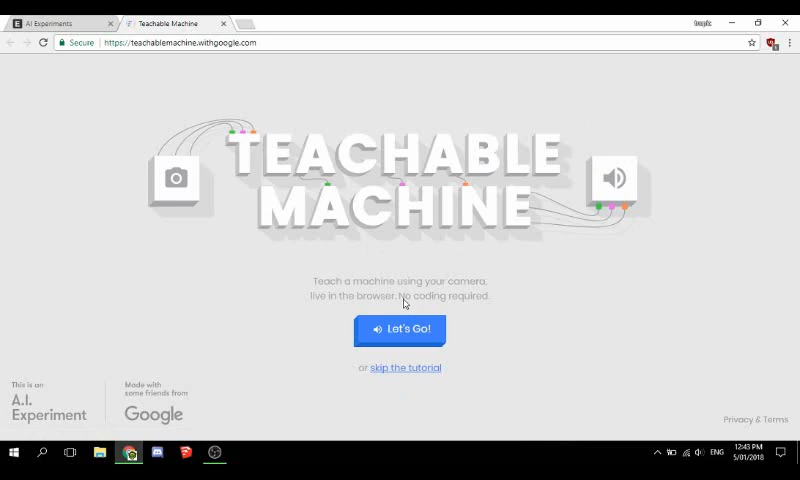 AI Experiments
Teachable Machine
Secure
https://teachablemachine.withgoogle.com
TEACHABLE
MACHINE
Teach a machine using your camera,
live in the browser. No coding required.
Let's Go!
or skip the tutorial
This is an
A.I.
Experiment
Made with
some friends from
Google
Privacy & Terms
ENG
12:43 PM
5/01/2018